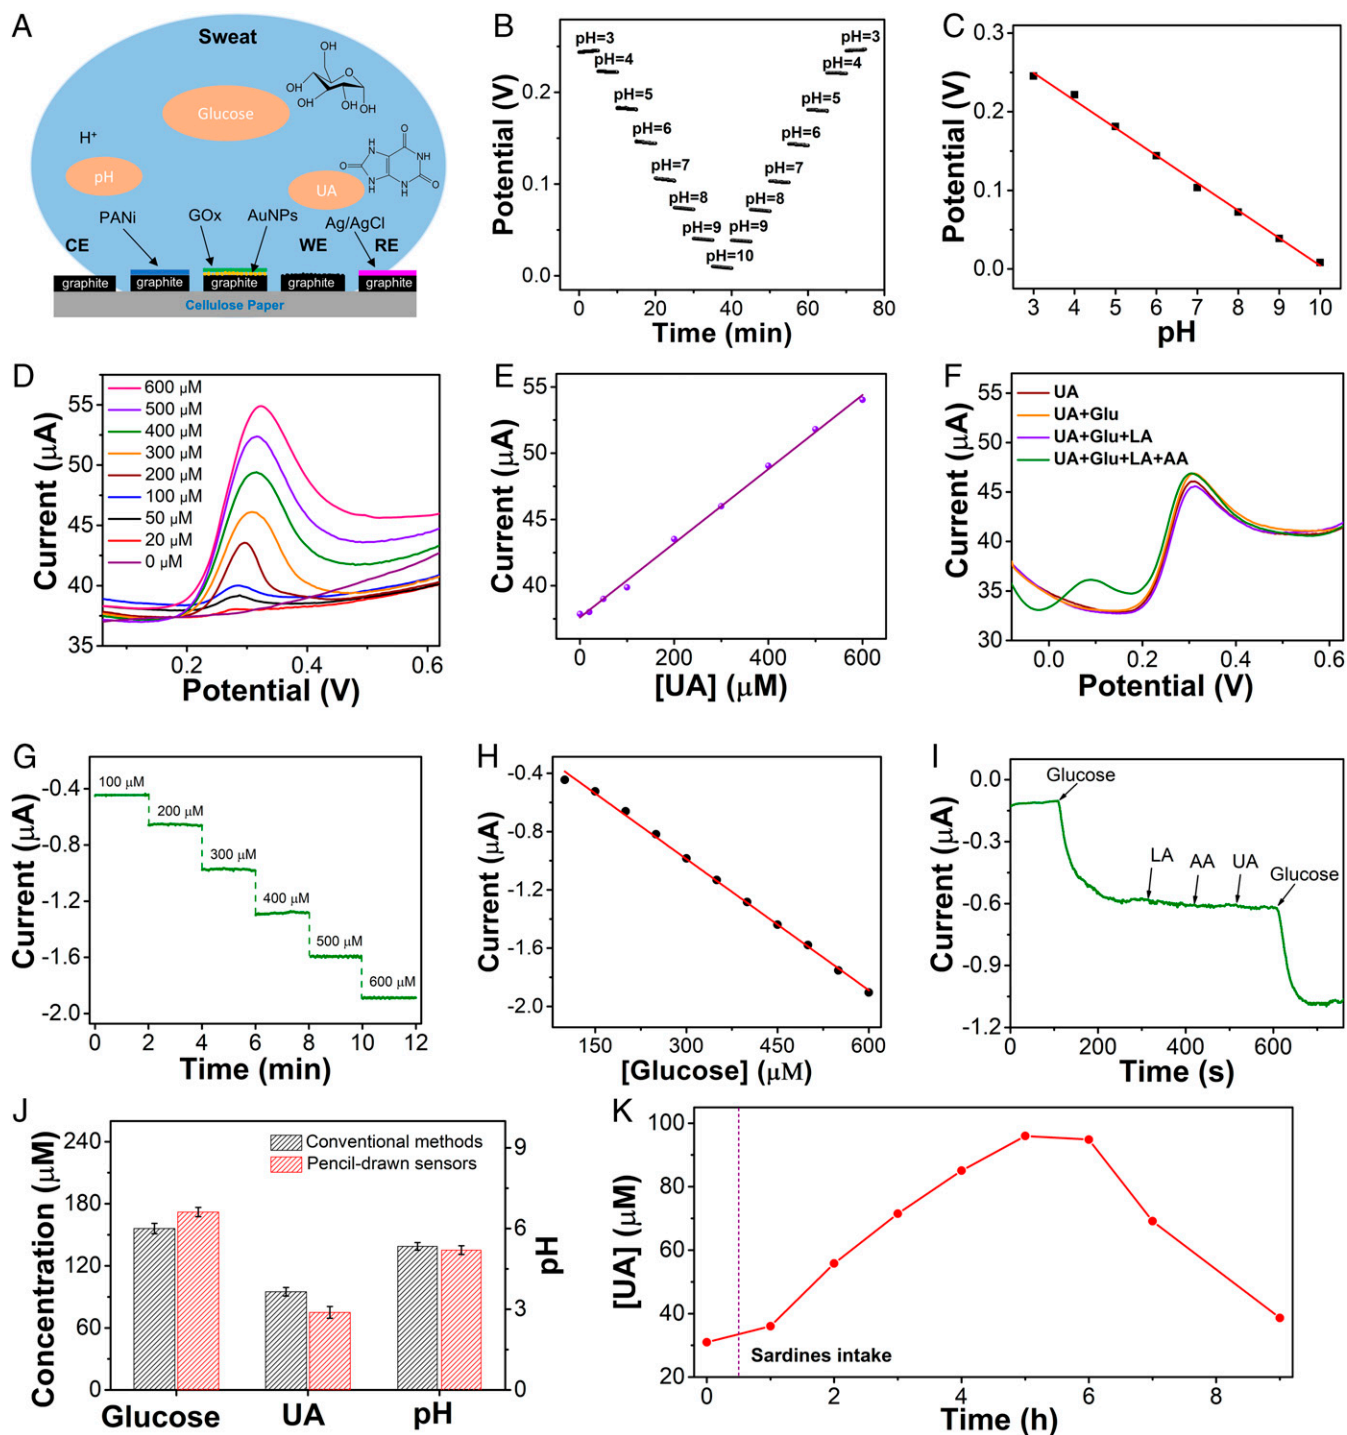 A
Sweat
Glucose
OH
O
OH
OH
OH
OH
H⁺
pH
UA
O
H
N
O
NH
O
N
H
N
H
O
PANi
GOx
AuNPs
Ag/AgCl
CE
WE
RE
graphite
graphite
graphite
graphite
graphite
Cellulose Paper
B
Potential (V)
0.2
0.1
0.0
pH=3
pH=4
pH=5
pH=6
pH=7
pH=8
pH=9
pH=10
pH=9
pH=8
pH=7
pH=6
pH=5
pH=4
pH=3
0 20 40 60 80
Time (min)
C
Potential (V)
0.3
0.2
0.1
0.0
3 4 5 6 7 8 9 10
pH
D
Current (μA)
55
50
45
40
35
600 μM
500 μM
400 μM
300 μM
200 μM
100 μM
50 μM
20 μM
0 μM
0.2 0.4 0.6
Potential (V)
E
Current (μA)
55
50
45
40
0 200 400 600
[UA] (μM)
F
Current (μA)
55
50
45
40
35
30
UA
UA+Glu
UA+Glu+LA
UA+Glu+LA+AA
0.0 0.2 0.4 0.6
Potential (V)
G
Current (μA)
-0.4
-0.8
-1.2
-1.6
-2.0
100 μM
200 μM
300 μM
400 μM
500 μM
600 μM
0 2 4 6 8 10 12
Time (min)
H
Current (μA)
-0.4
-0.8
-1.2
-1.6
-2.0
150 300 450 600
[Glucose] (μM)
I
Current (μA)
0.0
-0.3
-0.6
-0.9
-1.2
Glucose
LA
AA
UA
Glucose
0 200 400 600
Time (s)
J
Concentration (μM)
240
180
120
60
0
Conventional methods
Pencil-drawn sensors
9
6
3
0
pH
Glucose UA pH
K
[UA] (μM)
100
80
60
40
20
Sardines intake
0 2 4 6 8
Time (h)